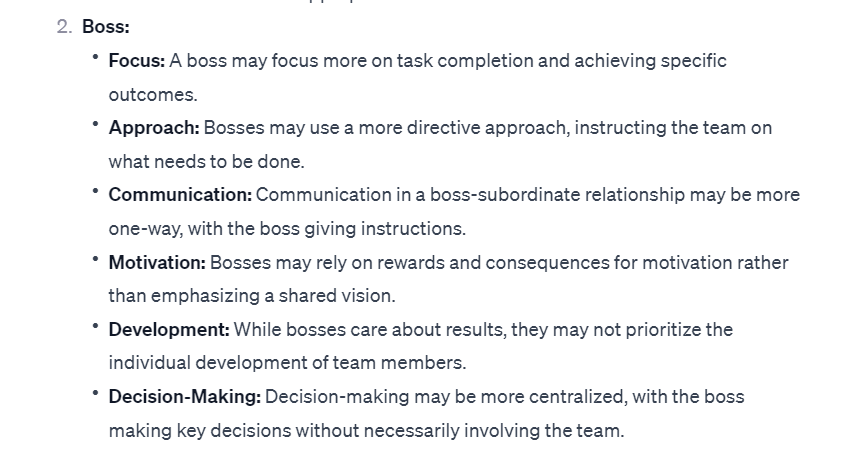 2. Boss:
• Focus: A boss may focus more on task completion and achieving specific
outcomes.
• Approach: Bosses may use a more directive approach, instructing the team on
what needs to be done.
• Communication: Communication in a boss-subordinate relationship may be more
one-way, with the boss giving instructions.
• Motivation: Bosses may rely on rewards and consequences for motivation rather
than emphasizing a shared vision.
• Development: While bosses care about results, they may not prioritize the
individual development of team members.
• Decision-Making: Decision-making may be more centralized, with the boss
making key decisions without necessarily involving the team.